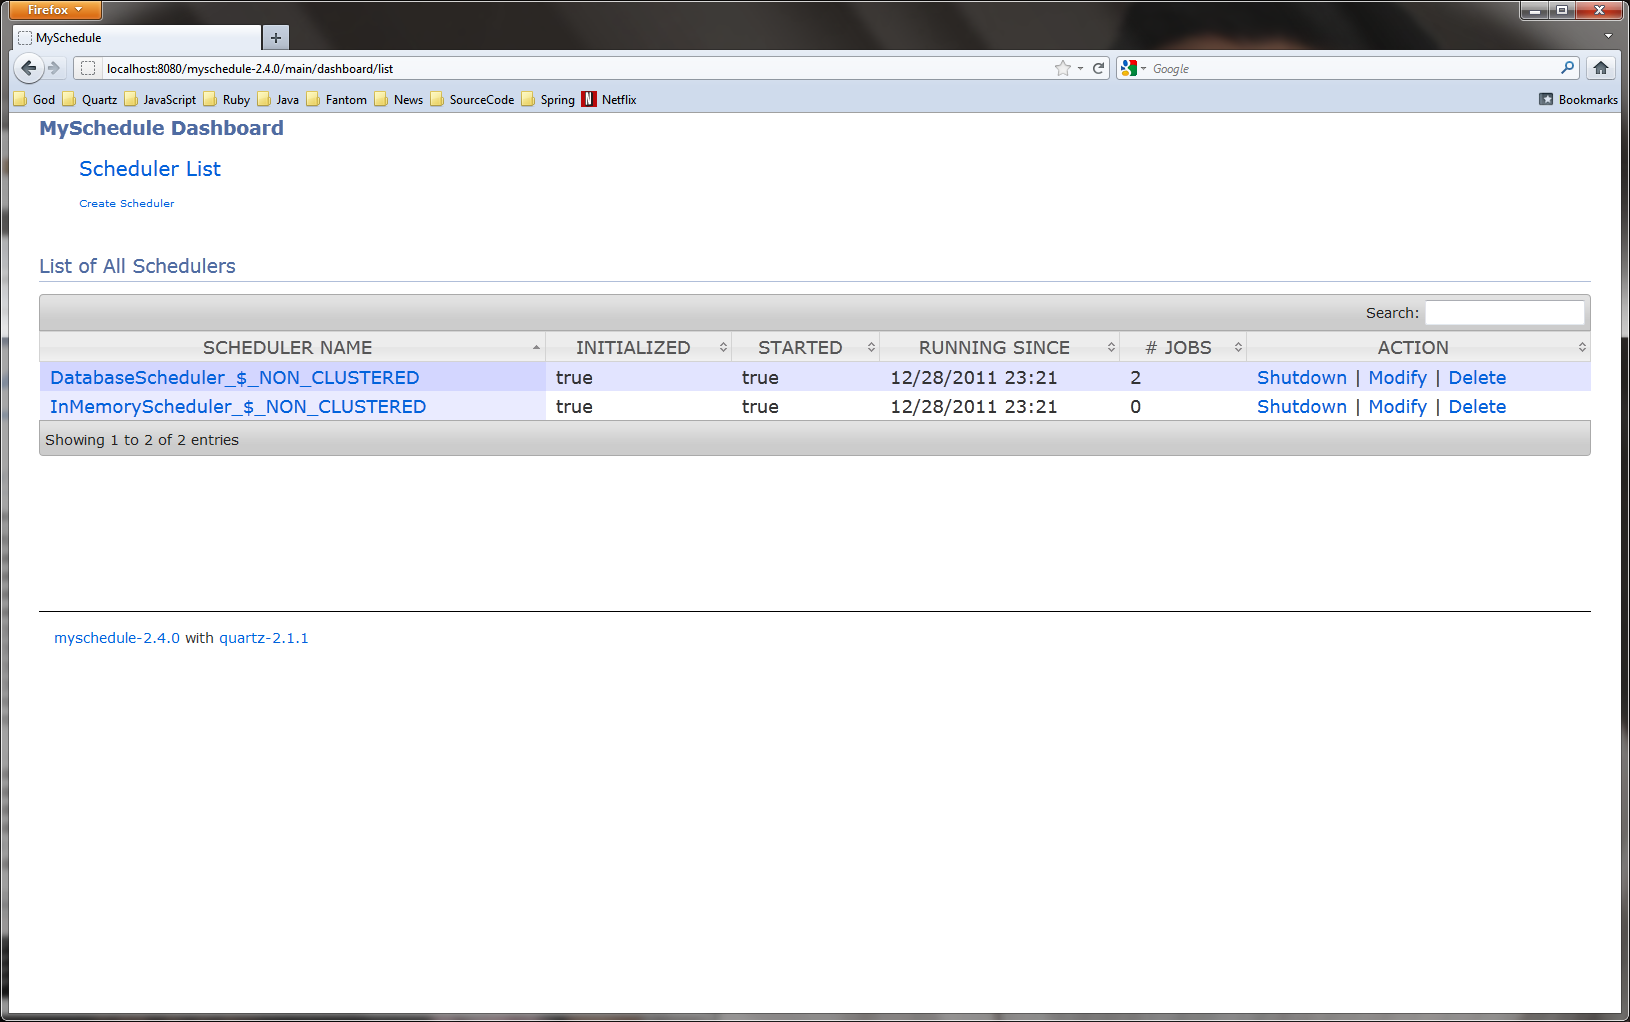 Firefox
MySchedule
localhost:8080/myschedule-2.4.0/main/dashboard/list
Google
God Quartz JavaScript Ruby Java Fantom News SourceCode Spring Netflix Bookmarks
MySchedule Dashboard
Scheduler List
Create Scheduler
List of All Schedulers
Search:
SCHEDULER NAME INITIALIZED STARTED RUNNING SINCE # JOBS ACTION
DatabaseScheduler_$_NON_CLUSTERED true true 12/28/2011 23:21 2 Shutdown | Modify | Delete
InMemoryScheduler_$_NON_CLUSTERED true true 12/28/2011 23:21 0 Shutdown | Modify | Delete
Showing 1 to 2 of 2 entries
myschedule-2.4.0 with quartz-2.1.1